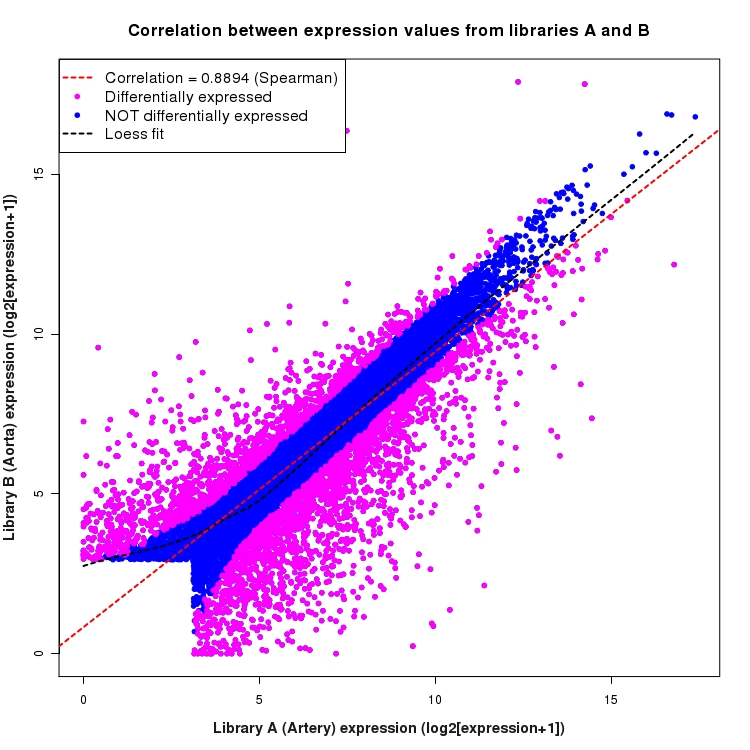 Correlation between expression values from libraries A and B
Correlation = 0.8894 (Spearman)
Differentially expressed
NOT differentially expressed
Loess fit
Library B (Aorta) expression (log2[expression+1])
15
10
5
0
0 5 10 15
Library A (Artery) expression (log2[expression+1])